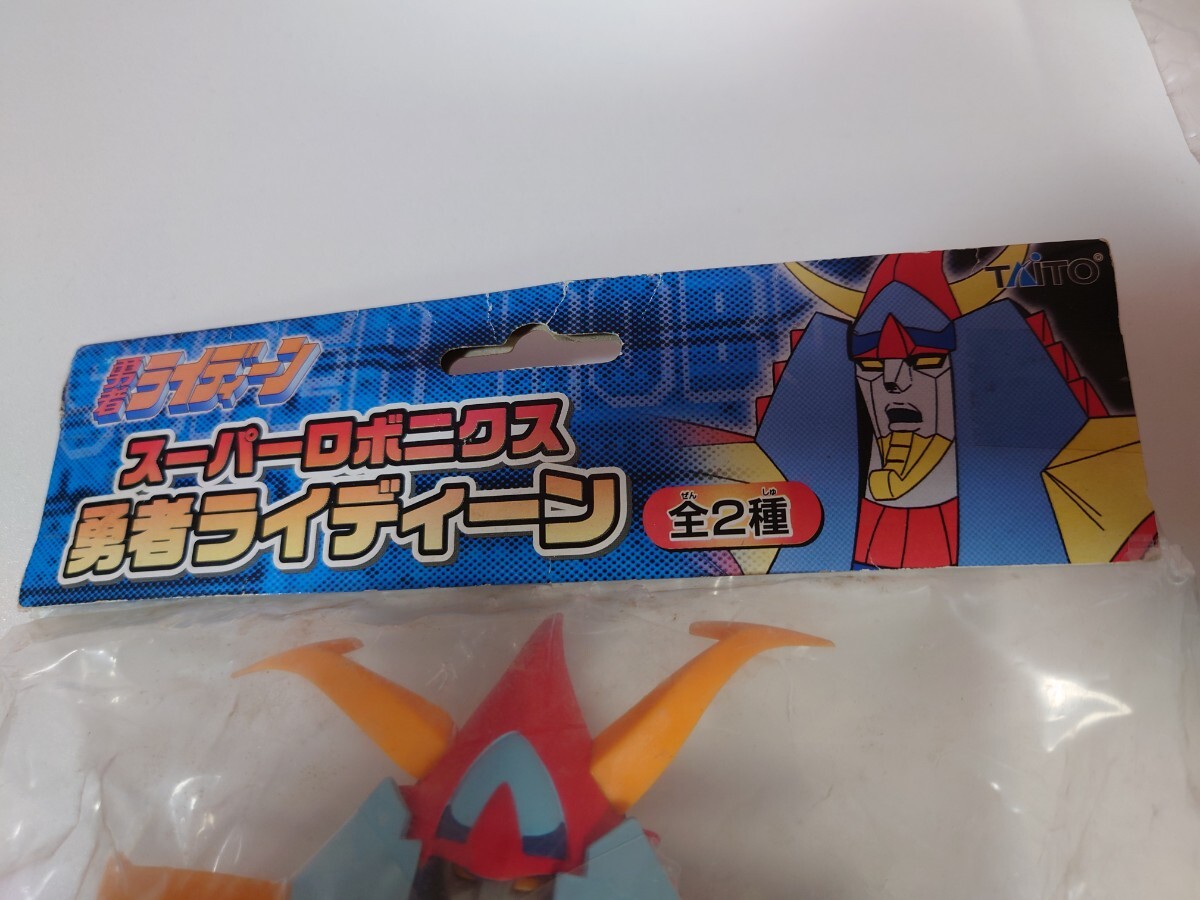 TAITO
勇者ライディーン
スーパーロボニクス
勇者ライディーン
ぜん しゅ
全2種